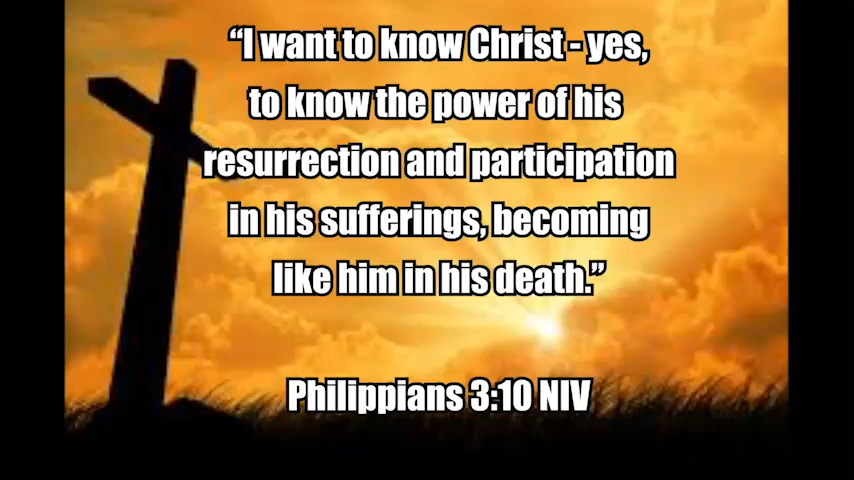 “I want to know Christ - yes,
to know the power of his
resurrection and participation
in his sufferings, becoming
like him in his death.”
Philippians 3:10 NIV